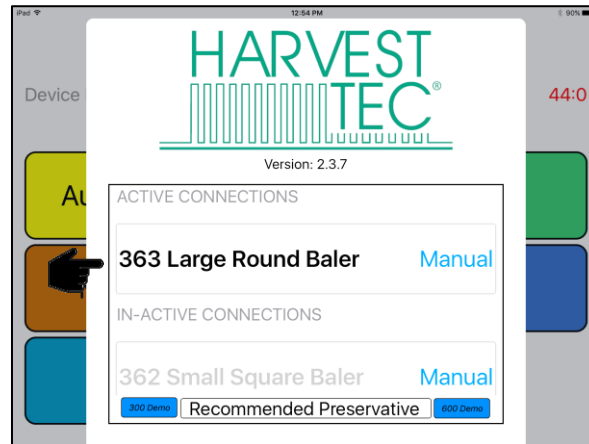 iPad
12:54 PM
90%
HARVEST
TEC®
Device
44:0
Version: 2.3.7
Au
ACTIVE CONNECTIONS
363 Large Round Baler
Manual
IN-ACTIVE CONNECTIONS
362 Small Square Baler
Manual
300 Demo
Recommended Preservative
600 Demo